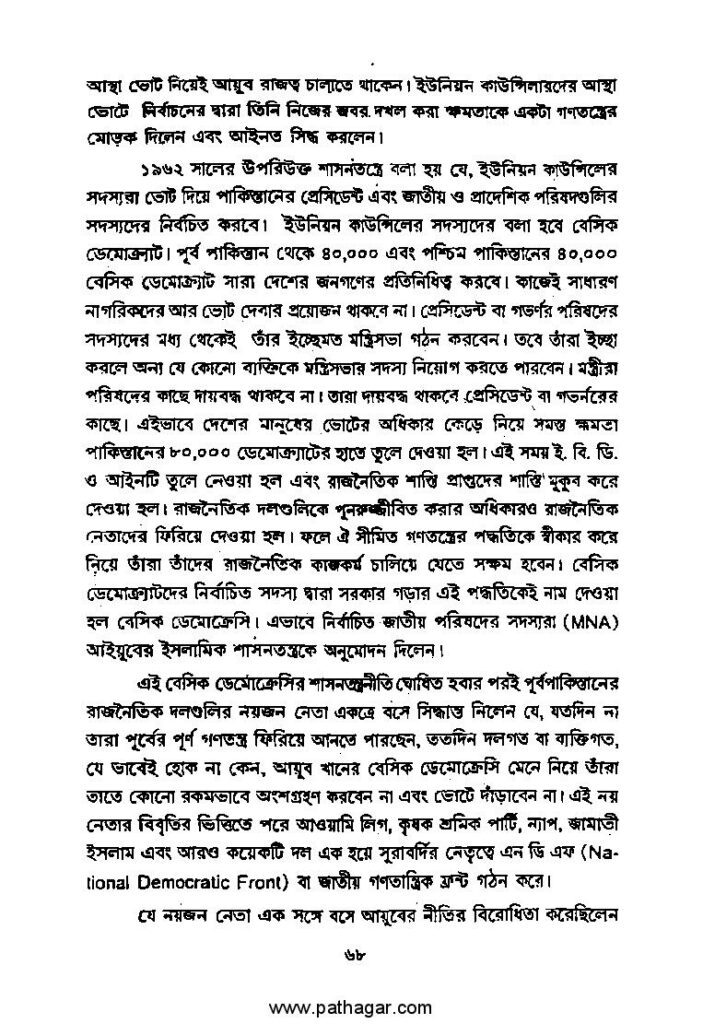 আস্থা ভোট নিয়েই আয়ুব রাজত্ব চালাতে থাকেন। ইউনিয়ন কাউন্সিলারদের আস্থা
ভোটে নির্বাচনের দ্বারা তিনি নিজের জবর দখল করা ক্ষমতাকে একটা গণতন্ত্রের
মোড়ক দিলেন এবং আইনত সিদ্ধ করলেন।
১৯৬২ সালের উপরিউক্ত শাসনতন্ত্রে বলা হয় যে, ইউনিয়ন কাউন্সিলের
সদস্যরা ভোট দিয়ে পাকিস্তানের প্রেসিডেন্ট এবং জাতীয় ও প্রাদেশিক পরিষদগুলির
সদস্যদের নির্বচিত করবে। ইউনিয়ন কাউন্সিলের সদস্যদের বলা হবে বেসিক
ডেমোক্র্যাট। পূর্ব পাকিস্তান থেকে ৪০,০০০ এবং পশ্চিম পাকিস্তানের ৪০,০০০
বেসিক ডেমোক্র্যাট সারা দেশের জনগণের প্রতিনিধিত্ব করবে। কাজেই সাধারণ
নাগরিকদের আর ভোট দেবার প্রয়োজন থাকবে না। প্রেসিডেন্ট বা গভর্ণর পরিষদের
সদস্যদের মধ্য থেকেই তাঁর ইচ্ছেমত মন্ত্রিসভা গঠন করবেন। তবে তাঁরা ইচ্ছা
করলে অন্য যে কোনো ব্যক্তিকে মন্ত্রিসভার সদস্য নিয়োগ করতে পারবেন। মন্ত্রীরা
পরিষদের কাছে দায়বদ্ধ থাকবে না। তারা দায়বদ্ধ থাকবে প্রেসিডেন্ট বা গভর্নরের
কাছে। এইভাবে দেশের মানুষের ভোটের অধিকার কেড়ে নিয়ে সমস্ত ক্ষমতা
পাকিস্তানের ৮০,০০০ ডেমোক্র্যাটের হাতে তুলে দেওয়া হল। এই সময় ই. বি. ডি.
ও আইনটি তুলে নেওয়া হল এবং রাজনৈতিক শাস্তি প্রাপ্তদের শাস্তি মুকুব করে
দেওয়া হল। রাজনৈতিক দলগুলিকে পুনরুজ্জীবিত করার অধিকারও রাজনৈতিক
নেতাদের ফিরিয়ে দেওয়া হল। ফলে ঐ সীমিত গণতন্ত্রের পদ্ধতিকে স্বীকার করে
নিয়ে তাঁরা তাঁদের রাজনৈতিক কাজকর্ম চালিয়ে যেতে সক্ষম হবেন। বেসিক
ডেমোক্র্যাটদের নির্বাচিত সদস্য দ্বারা সরকার গড়ার এই পদ্ধতিকেই নাম দেওয়া
হল বেসিক ডেমোক্রেসি। এভাবে নির্বাচিত জাতীয় পরিষদের সদস্যরা (MNA)
আইয়ুবের ইসলামিক শাসনতন্ত্রকে অনুমোদন দিলেন।
এই বেসিক ডেমোক্রেসির শাসনতন্ত্রনীতি ঘোষিত হবার পরই পূর্বপাকিস্তানের
রাজনৈতিক দলগুলির নয়জন নেতা একত্রে বসে সিদ্ধান্ত নিলেন যে, যতদিন না
তারা পূর্বের পূর্ণ গণতন্ত্র ফিরিয়ে আনতে পারছেন, ততদিন দলগত বা ব্যক্তিগত,
যে ভাবেই হোক না কেন, আয়ুব খানের বেসিক ডেমোক্রেসি মেনে নিয়ে তাঁরা
তাতে কোনো রকমভাবে অংশগ্রহণ করবেন না এবং ভোটে দাঁড়াবেন না। এই নয়
নেতার বিবৃতির ভিত্তিতে পরে আওয়ামি লিগ, কৃষক শ্রমিক পার্টি, ন্যাপ, জামাতী
ইসলাম এবং আরও কয়েকটি দল এক হয়ে সুরাবর্দির নেতৃত্বে এন ডি এফ (Na-
tional Democratic Front) বা জাতীয় গণতান্ত্রিক ফ্রন্ট গঠন করে।
যে নয়জন নেতা এক সঙ্গে বসে আয়ুবের নীতির বিরোধিতা করেছিলেন
৬৮
www.pathagar.com